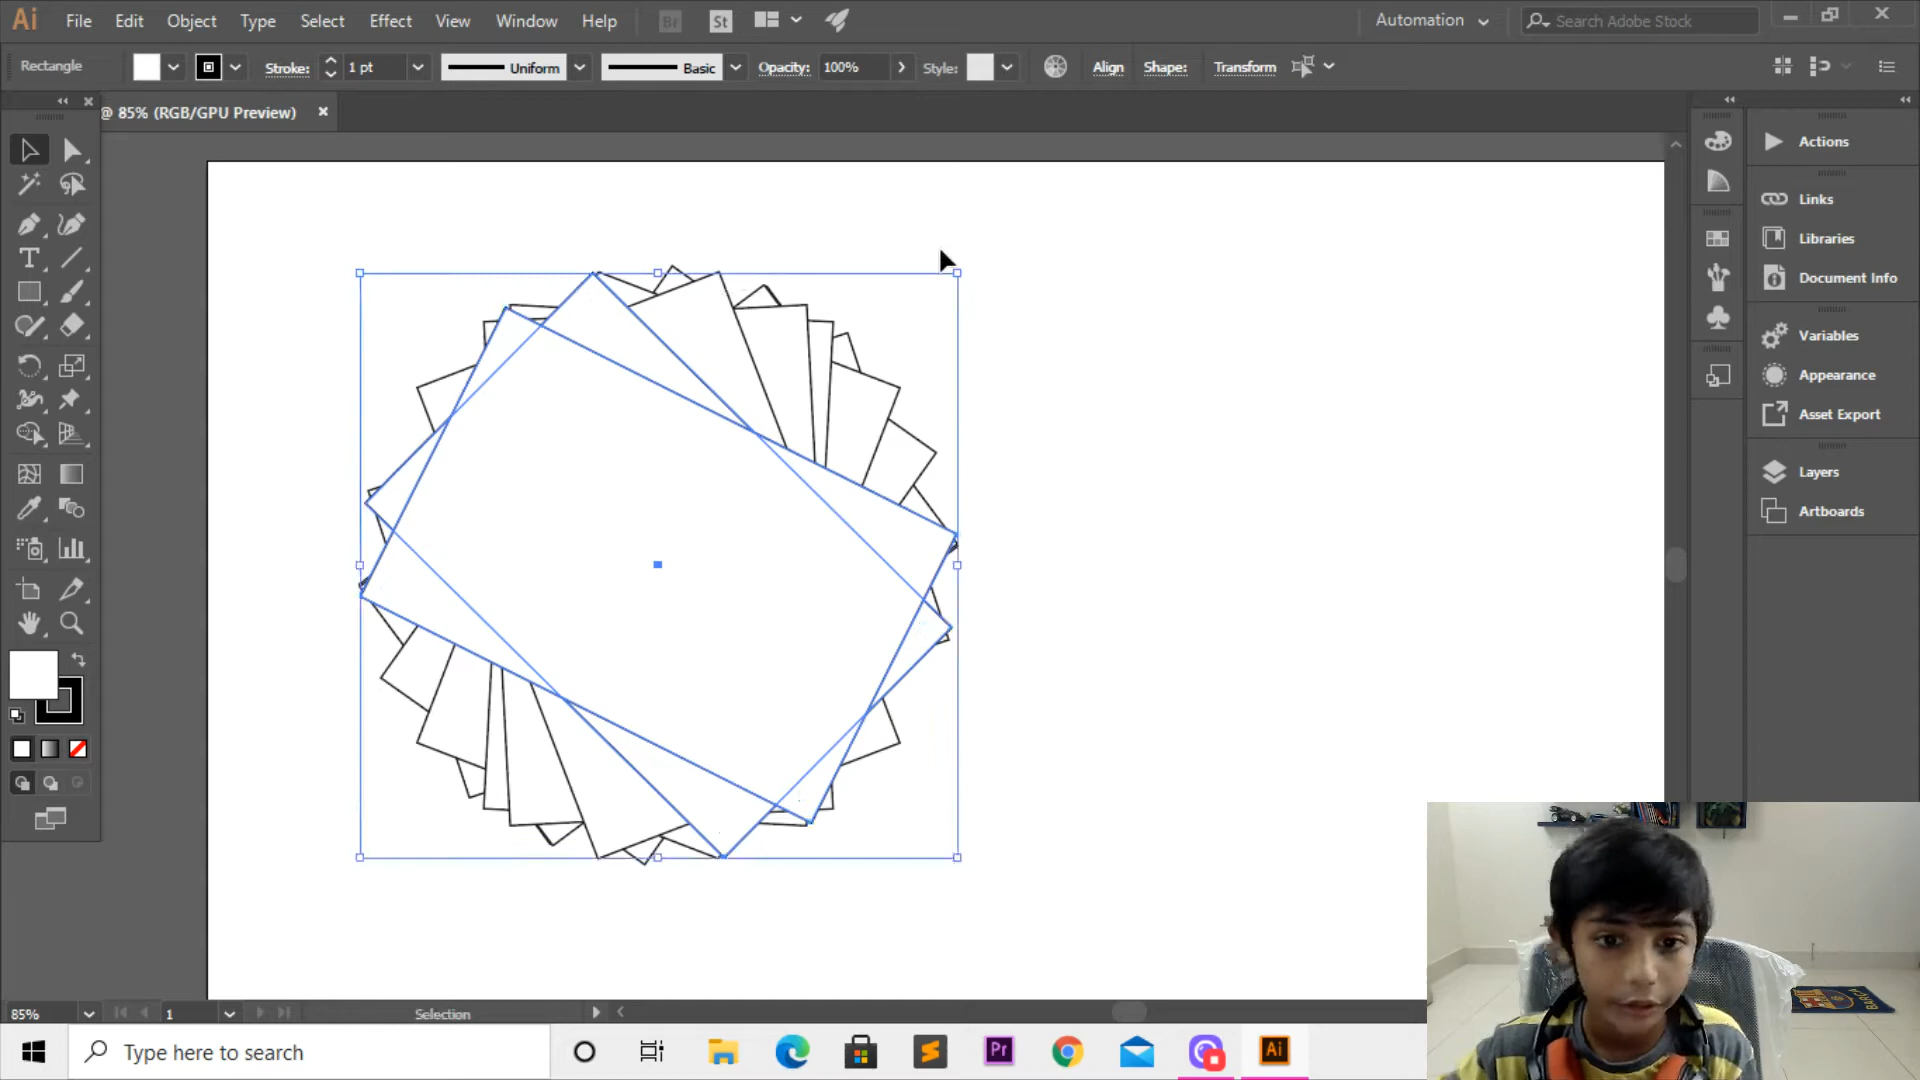 Ai File Edit Object Type Select Effect View Window Help Br St Automation Search Adobe Stock
Rectangle Stroke: 1 pt Uniform Basic Opacity: 100% Style: Align Shape: Transform
@ 85% (RGB/GPU Preview)
Actions
Links
Libraries
Document Info
Variables
Appearance
Asset Export
Layers
Artboards
T
85% 1 Selection
Type here to search Pr Ai
BARÇA